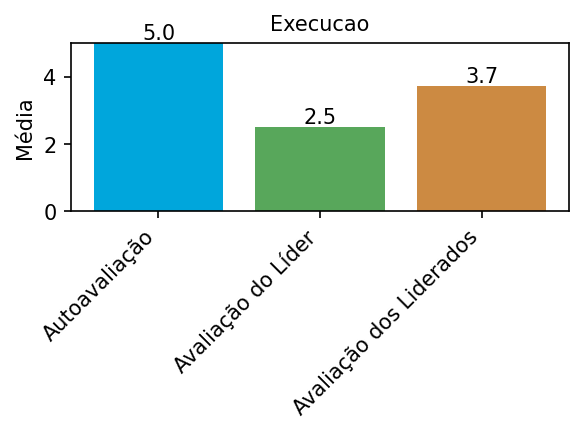 Execucao
5.0
2.5
3.7
Média
4
2
0
Autoavaliação
Avaliação do Líder
Avaliação dos Liderados